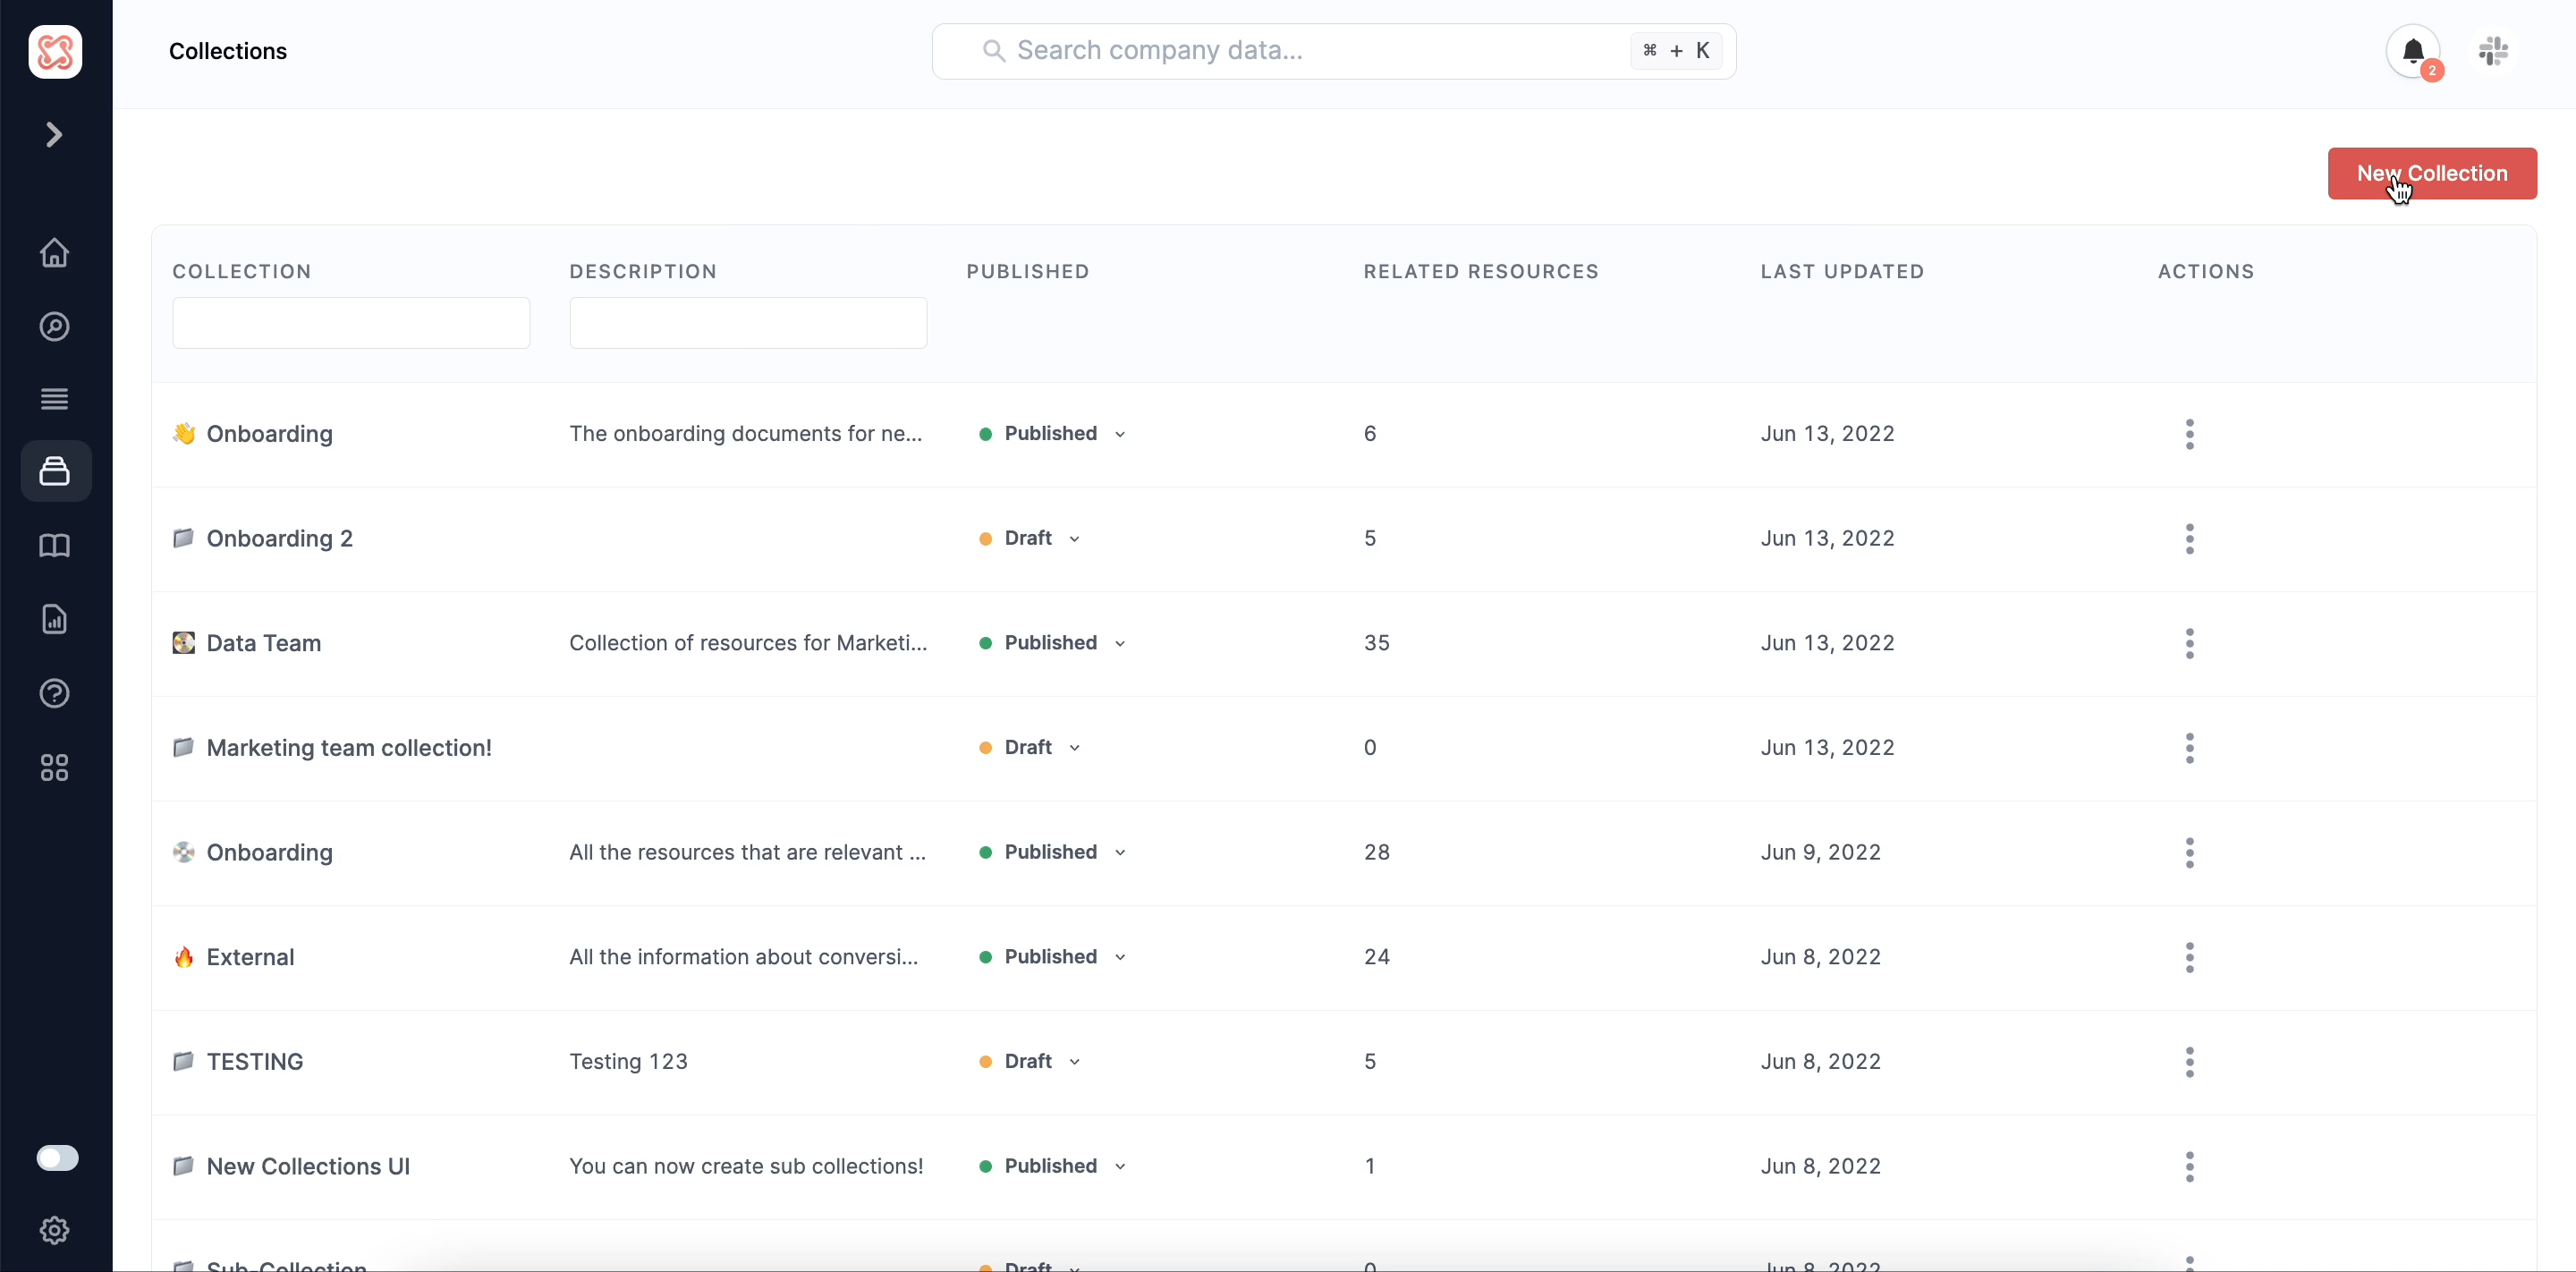 Collections
Search company data...
⌘ + K
2
New Collection
COLLECTION DESCRIPTION PUBLISHED RELATED RESOURCES LAST UPDATED ACTIONS
Onboarding The onboarding documents for ne... Published 6 Jun 13, 2022
Onboarding 2 Draft 5 Jun 13, 2022
Data Team Collection of resources for Marketi... Published 35 Jun 13, 2022
Marketing team collection! Draft 0 Jun 13, 2022
Onboarding All the resources that are relevant ... Published 28 Jun 9, 2022
External All the information about conversi... Published 24 Jun 8, 2022
TESTING Testing 123 Draft 5 Jun 8, 2022
New Collections UI You can now create sub collections! Published 1 Jun 8, 2022
Sub-Collection Draft 0 Jun 8, 2022